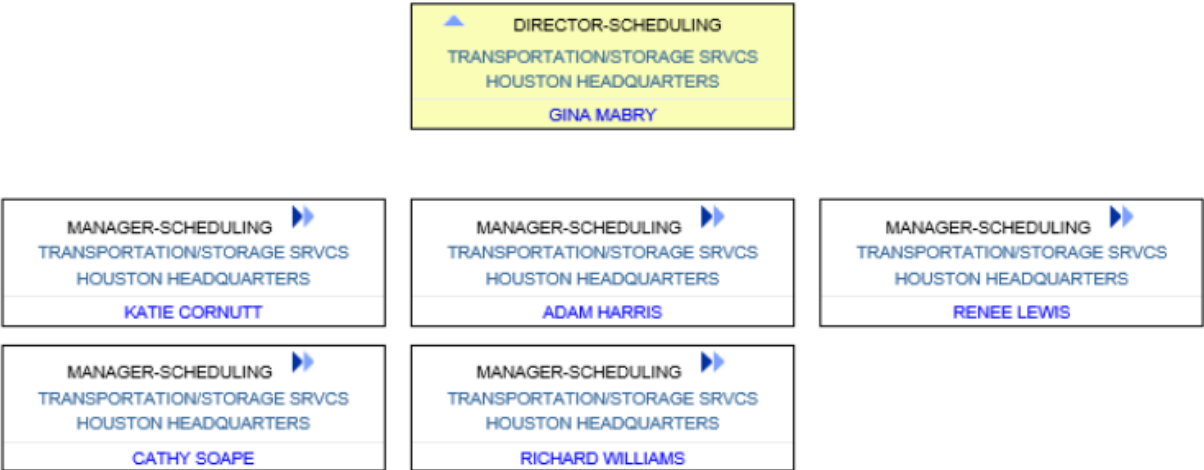 DIRECTOR-SCHEDULING
TRANSPORTATION/STORAGE SRVCS
HOUSTON HEADQUARTERS
GINA MABRY
MANAGER-SCHEDULING
TRANSPORTATION/STORAGE SRVCS
HOUSTON HEADQUARTERS
KATIE CORNUTT
MANAGER-SCHEDULING
TRANSPORTATION/STORAGE SRVCS
HOUSTON HEADQUARTERS
ADAM HARRIS
MANAGER-SCHEDULING
TRANSPORTATION/STORAGE SRVCS
HOUSTON HEADQUARTERS
RENEE LEWIS
MANAGER-SCHEDULING
TRANSPORTATION/STORAGE SRVCS
HOUSTON HEADQUARTERS
CATHY SOAPE
MANAGER-SCHEDULING
TRANSPORTATION/STORAGE SRVCS
HOUSTON HEADQUARTERS
RICHARD WILLIAMS